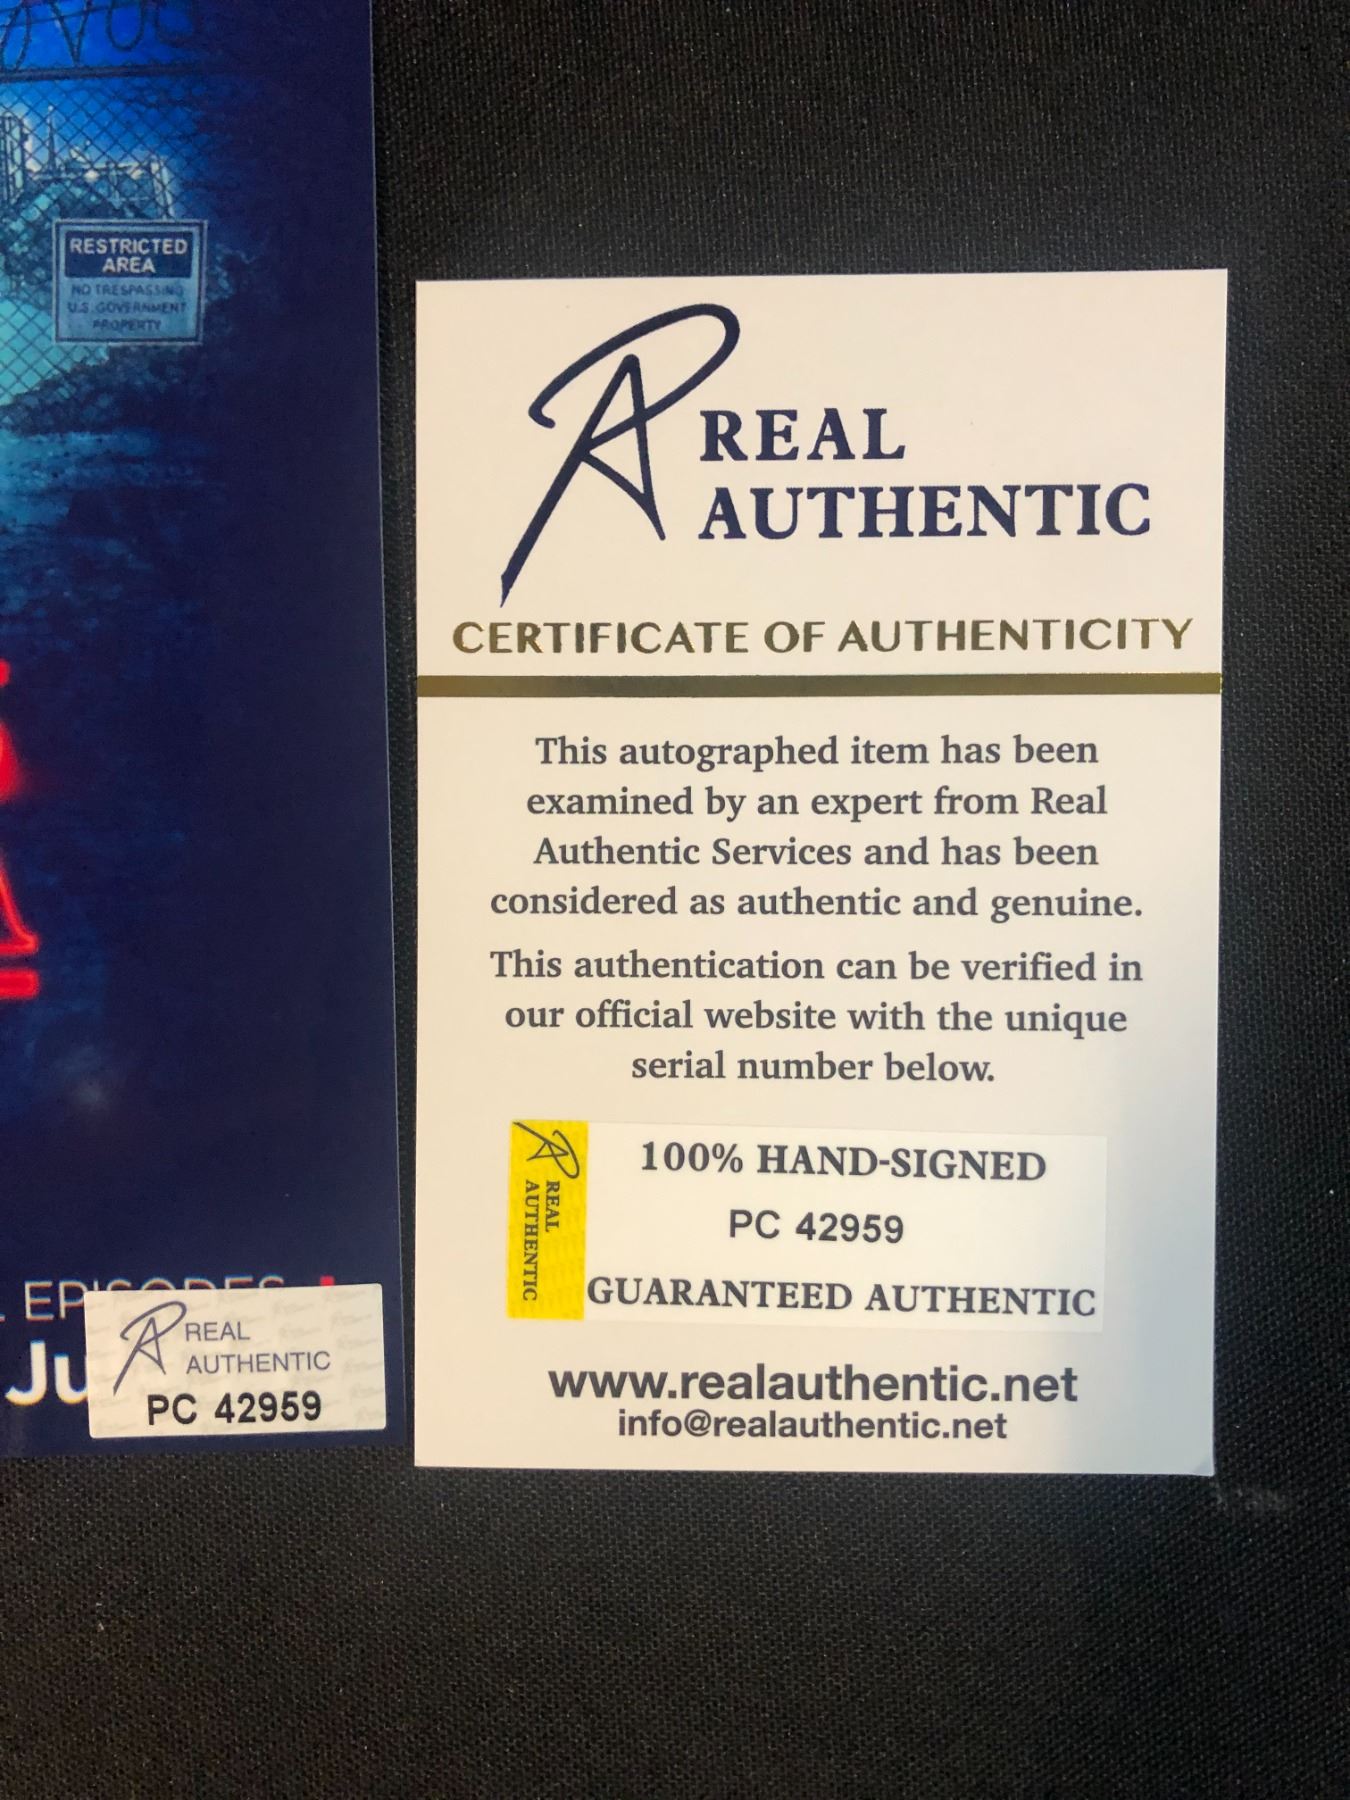 RESTRICTED
AREA
NO TRESPASSING
U.S. GOVERNMENT
PROPERTY
EPISODES
Ju
REAL
AUTHENTIC
PC 42959
REAL
AUTHENTIC
CERTIFICATE OF AUTHENTICITY
This autographed item has been
examined by an expert from Real
Authentic Services and has been
considered as authentic and genuine.
This authentication can be verified in
our official website with the unique
serial number below.
REAL
AUTHENTIC
100% HAND-SIGNED
PC 42959
GUARANTEED AUTHENTIC
www.realauthentic.net
info@realauthentic.net